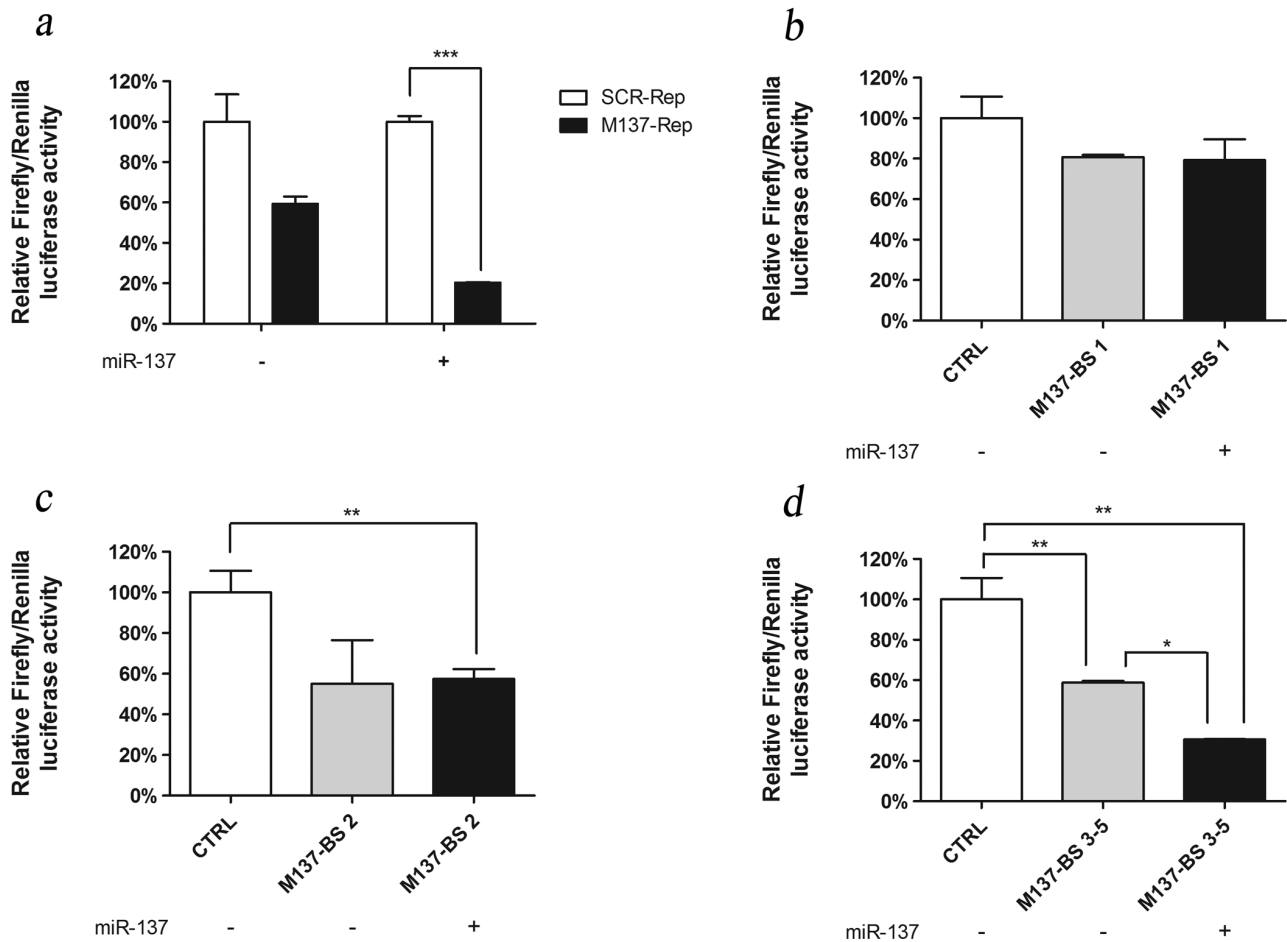 a
Relative Firefly/Renilla
luciferase activity
120%
100%
80%
60%
40%
20%
0%
***
SCR-Rep
M137-Rep
miR-137 - +
b
Relative Firefly/Renilla
luciferase activity
120%
100%
80%
60%
40%
20%
0%
CTRL
M137-BS 1
M137-BS 1
miR-137 - - +
c
Relative Firefly/Renilla
luciferase activity
120%
100%
80%
60%
40%
20%
0%
**
CTRL
M137-BS 2
M137-BS 2
miR-137 - - +
d
Relative Firefly/Renilla
luciferase activity
120%
100%
80%
60%
40%
20%
0%
**
**
*
CTRL
M137-BS 3-5
M137-BS 3-5
miR-137 - - +